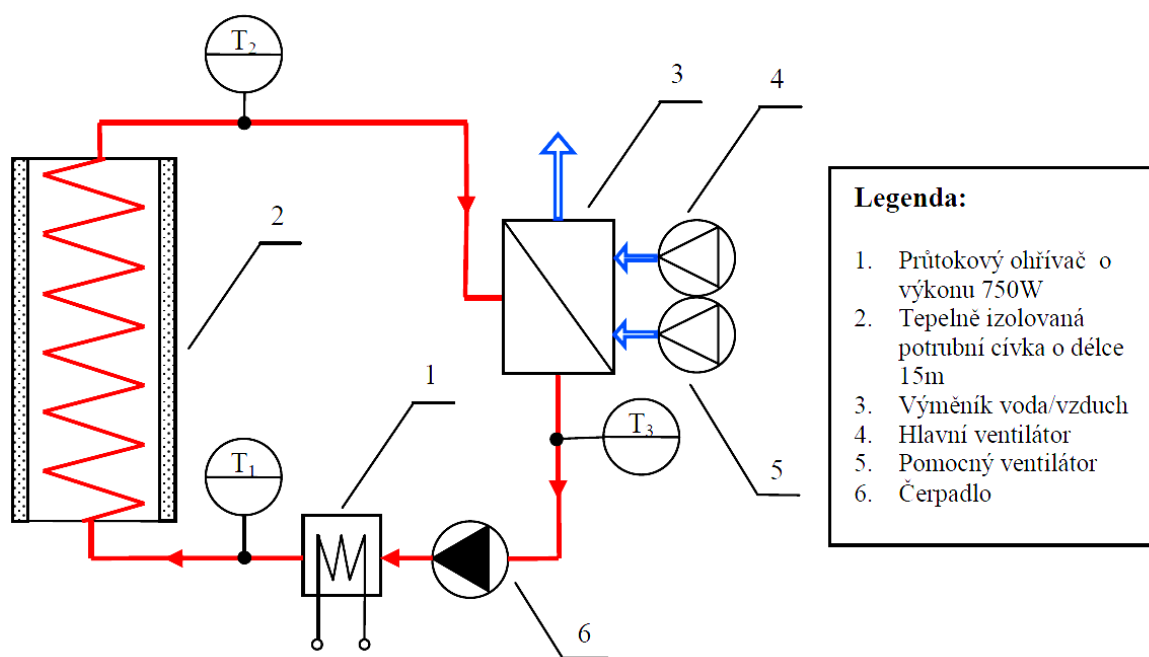 T2
3
4
2
1
T1
T3
5
6
Legenda:
1. Průtokový ohřívač o
výkonu 750W
2. Tepelně izolovaná
potrubní cívka o délce
15m
3. Výměník voda/vzduch
4. Hlavní ventilátor
5. Pomocný ventilátor
6. Čerpadlo